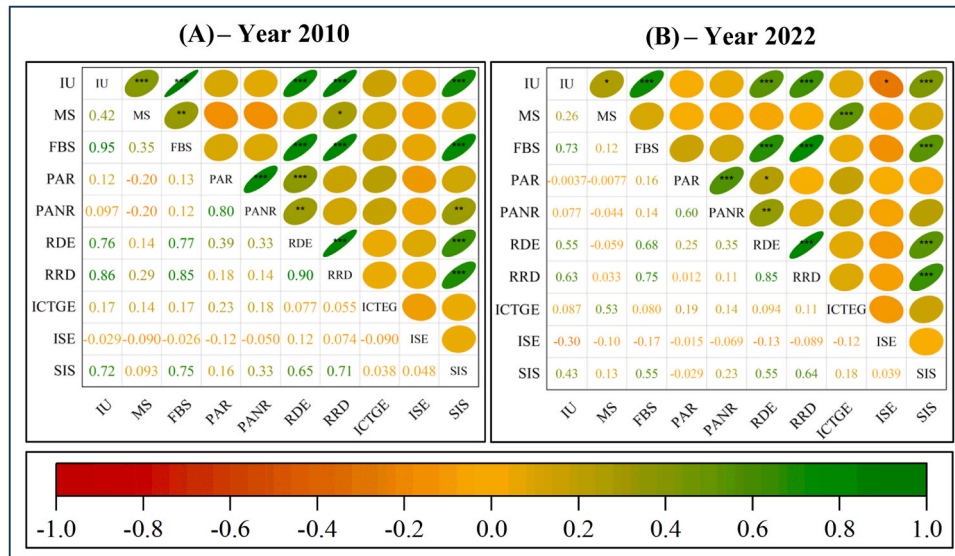 (A) – Year 2010
IU IU *** *** *** *** ***
MS 0.42 MS ** *
FBS 0.95 0.35 FBS *** *** ***
PAR 0.12 -0.20 0.13 PAR *** ***
PANR 0.097 -0.20 0.12 0.80 PANR ** **
RDE 0.76 0.14 0.77 0.39 0.33 RDE *** ***
RRD 0.86 0.29 0.85 0.18 0.14 0.90 RRD ***
ICTGE 0.17 0.14 0.17 0.23 0.18 0.077 0.055 ICTEG
ISE -0.029 -0.090 -0.026 -0.12 -0.050 0.12 0.074 -0.090 ISE
SIS 0.72 0.093 0.75 0.16 0.33 0.65 0.71 0.038 0.048 SIS
IU MS FBS PAR PANR RDE RRD ICTGE ISE SIS
(B) – Year 2022
IU IU * *** *** *** * ***
MS 0.26 MS ***
FBS 0.73 0.12 FBS *** *** ***
PAR -0.0037 -0.0077 0.16 PAR *** *
PANR 0.077 -0.044 0.14 0.60 PANR **
RDE 0.55 -0.059 0.68 0.25 0.35 RDE *** ***
RRD 0.63 0.033 0.75 0.012 0.11 0.85 RRD ***
ICTGE 0.087 0.53 0.080 0.19 0.14 0.094 0.11 ICTEG
ISE -0.30 -0.10 -0.17 -0.015 -0.069 -0.13 -0.089 -0.12 ISE
SIS 0.43 0.13 0.55 -0.029 0.23 0.55 0.64 0.18 0.039 SIS
IU MS FBS PAR PANR RDE RRD ICTGE ISE SIS
-1.0 -0.8 -0.6 -0.4 -0.2 0.0 0.2 0.4 0.6 0.8 1.0